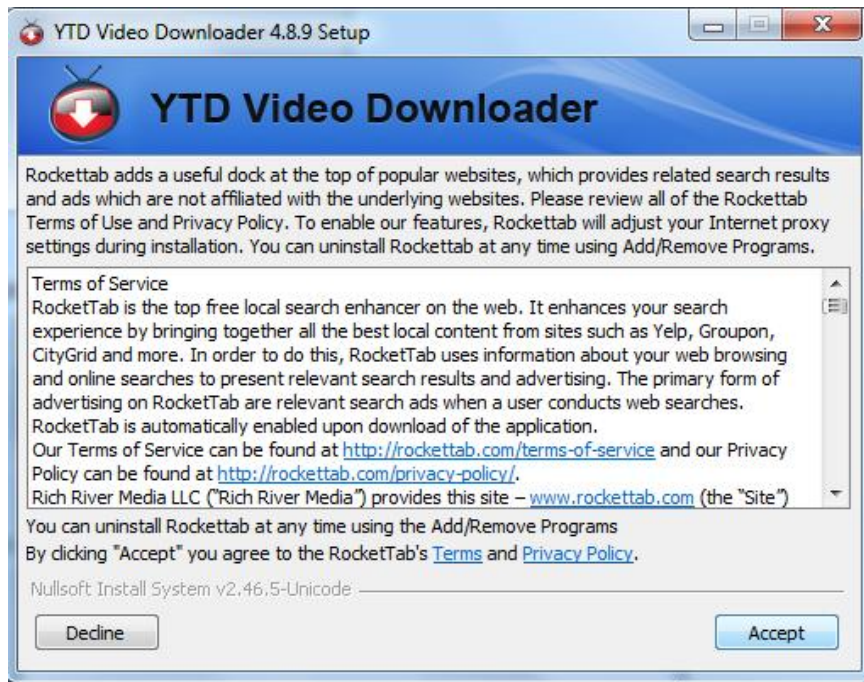 YTD Video Downloader 4.8.9 Setup
YTD Video Downloader
Rockettab adds a useful dock at the top of popular websites, which provides related search results
and ads which are not affiliated with the underlying websites. Please review all of the Rockettab
Terms of Use and Privacy Policy. To enable our features, Rockettab will adjust your Internet proxy
settings during installation. You can uninstall Rockettab at any time using Add/Remove Programs.
Terms of Service
RocketTab is the top free local search enhancer on the web. It enhances your search
experience by bringing together all the best local content from sites such as Yelp, Groupon,
CityGrid and more. In order to do this, RocketTab uses information about your web browsing
and online searches to present relevant search results and advertising. The primary form of
advertising on RocketTab are relevant search ads when a user conducts web searches.
RocketTab is automatically enabled upon download of the application.
Our Terms of Service can be found at http://rockettab.com/terms-of-service and our Privacy
Policy can be found at http://rockettab.com/privacy-policy/.
Rich River Media LLC ("Rich River Media") provides this site – www.rockettab.com (the "Site")
You can uninstall Rockettab at any time using the Add/Remove Programs
By clicking "Accept" you agree to the RocketTab's Terms and Privacy Policy.
Nullsoft Install System v2.46.5-Unicode
Decline
Accept